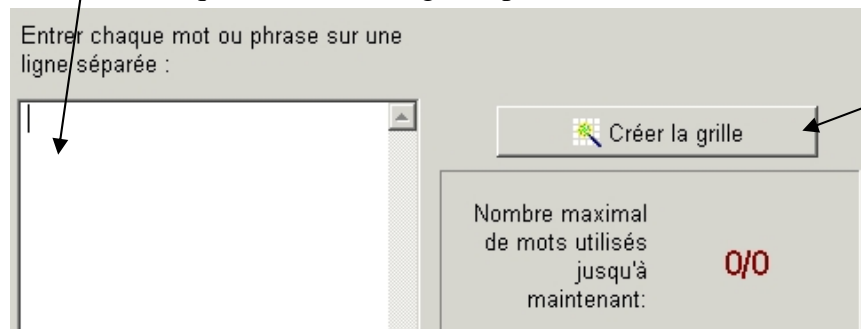 Entrer chaque mot ou phrase sur une
ligne séparée :
Créer la grille
Nombre maximal
de mots utilisés
jusqu'à
maintenant:
0/0